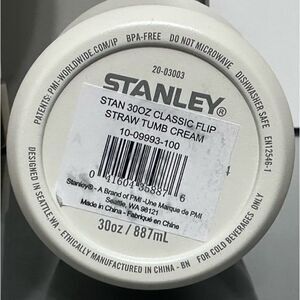 PATENTS: PMI-WORLDWIDE.COM/IP BPA-FREE DO NOT MICROWAVE DISHWASHER SAFE EN12546-1
20-03003
STANLEY®
STAN 30OZ CLASSIC FLIP
STRAW TUMB CREAM
10-09993-100
Stanley® - A Brand of PMI -Une Marque de PMI
Seattle, WA 98121
Made in China - Fabriqué en Chine
30oz / 887mL
DESIGNED IN SEATTLE, WA - ETHICALLY MANUFACTURED IN CHINA - BN FOR COLD BEVERAGES ONLY